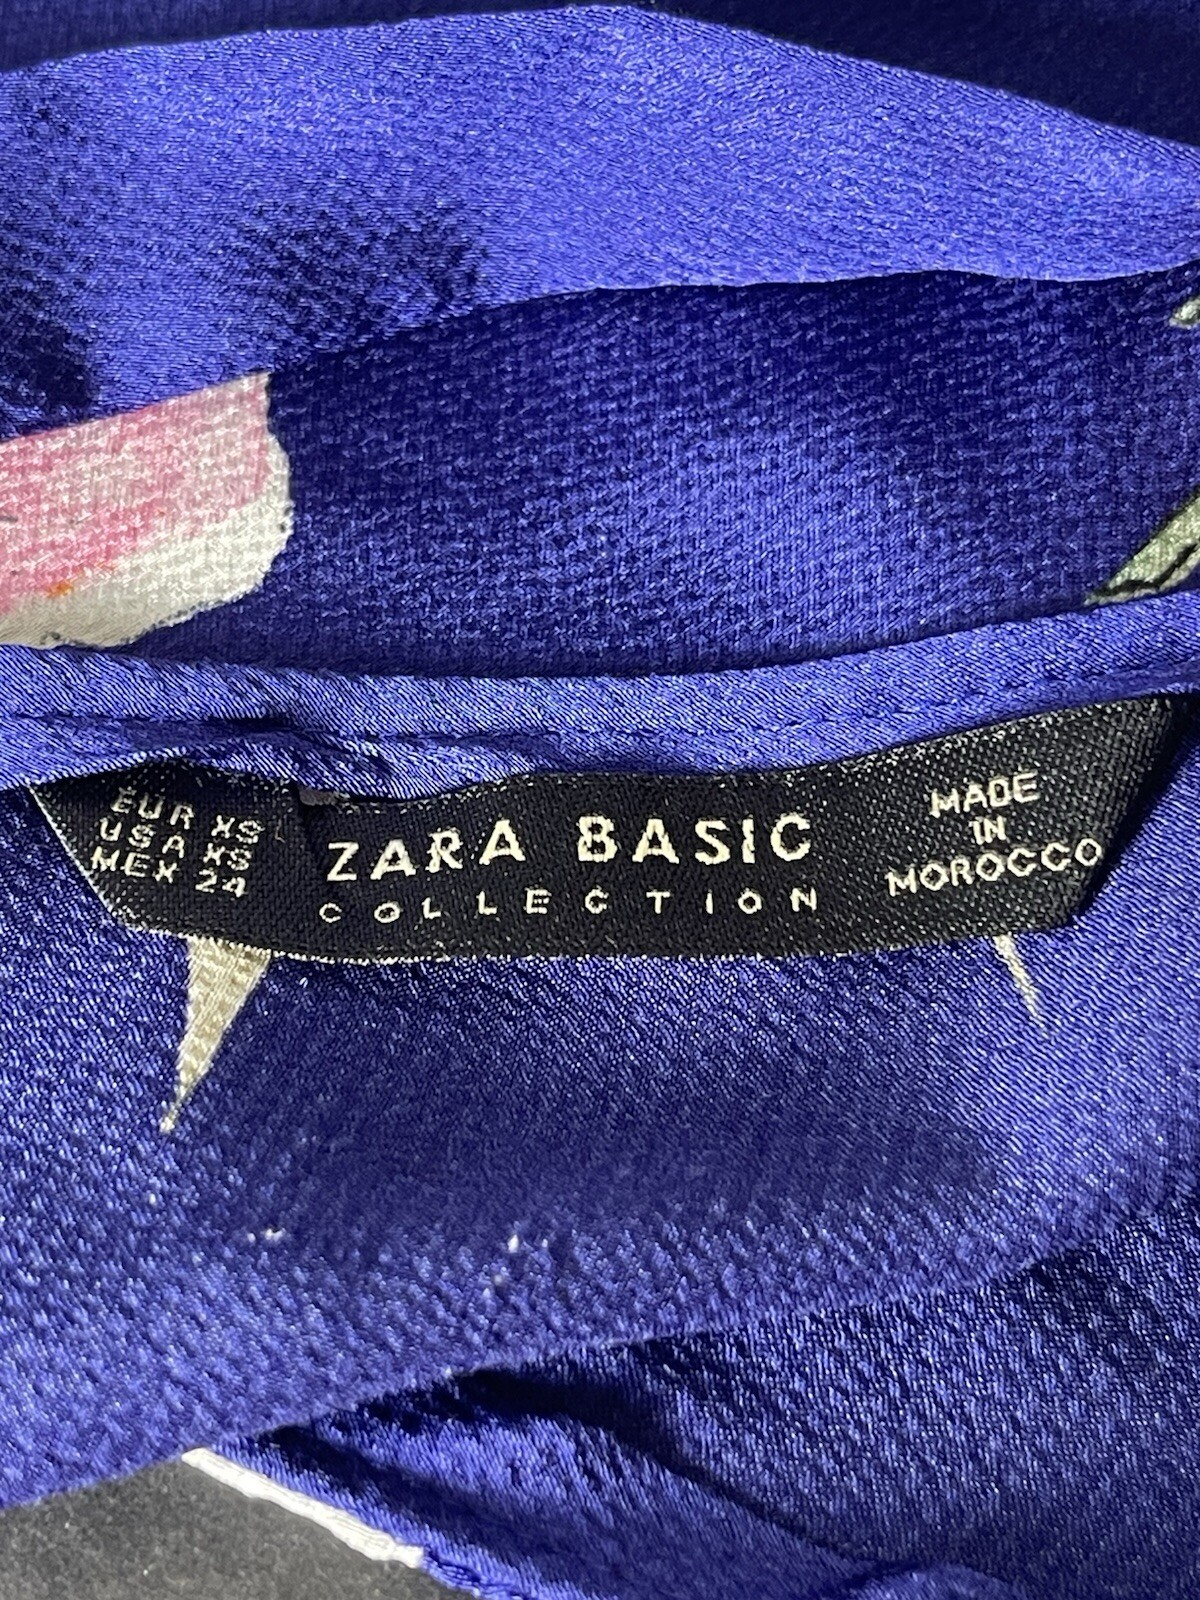 EUR XS
USA XS
MEX 24
ZARA BASIC
COLLECTION
MADE
IN
MOROCCO